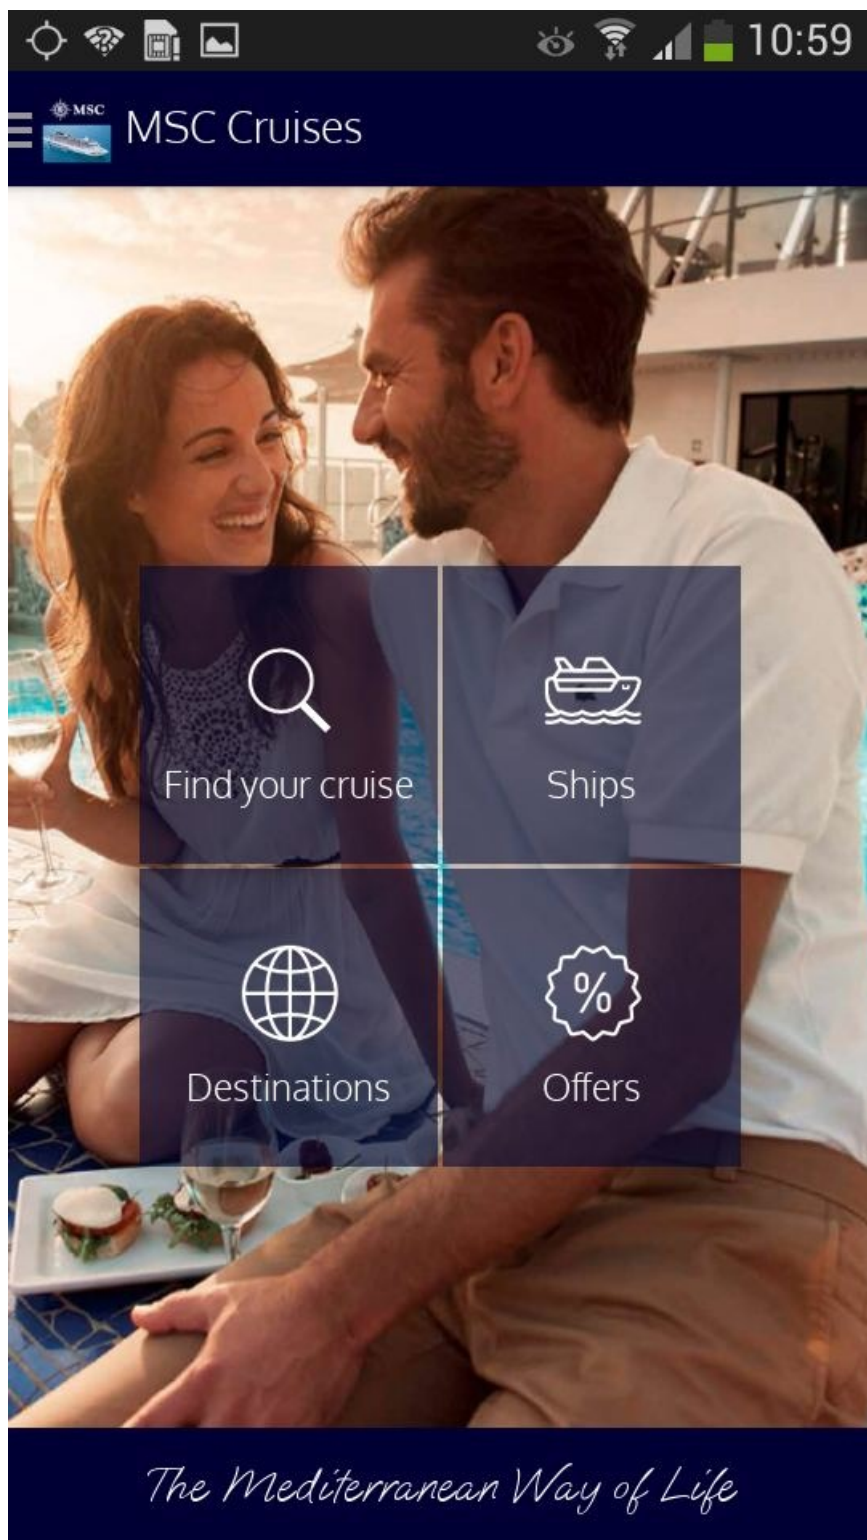 10:59
MSC
MSC Cruises
Find your cruise
Ships
Destinations
%
Offers
The Mediterranean Way of Life